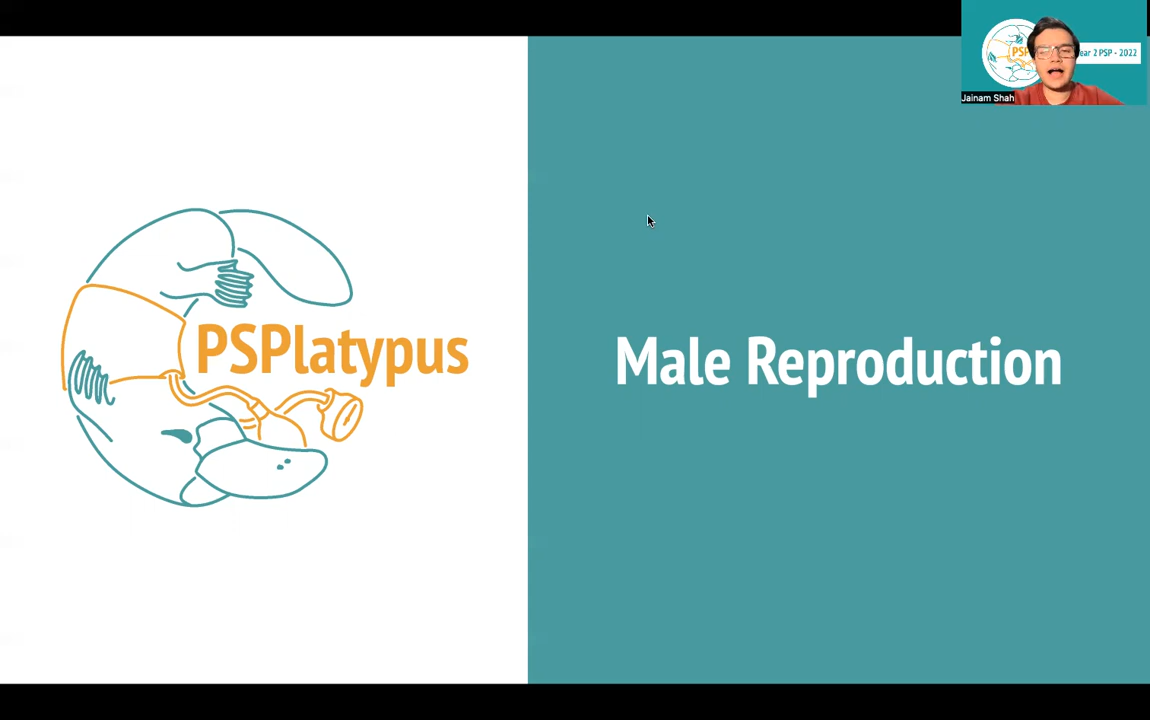 PSPlatypus
Male Reproduction
PSP
ear 2 PSP - 2022
Jainam Shah